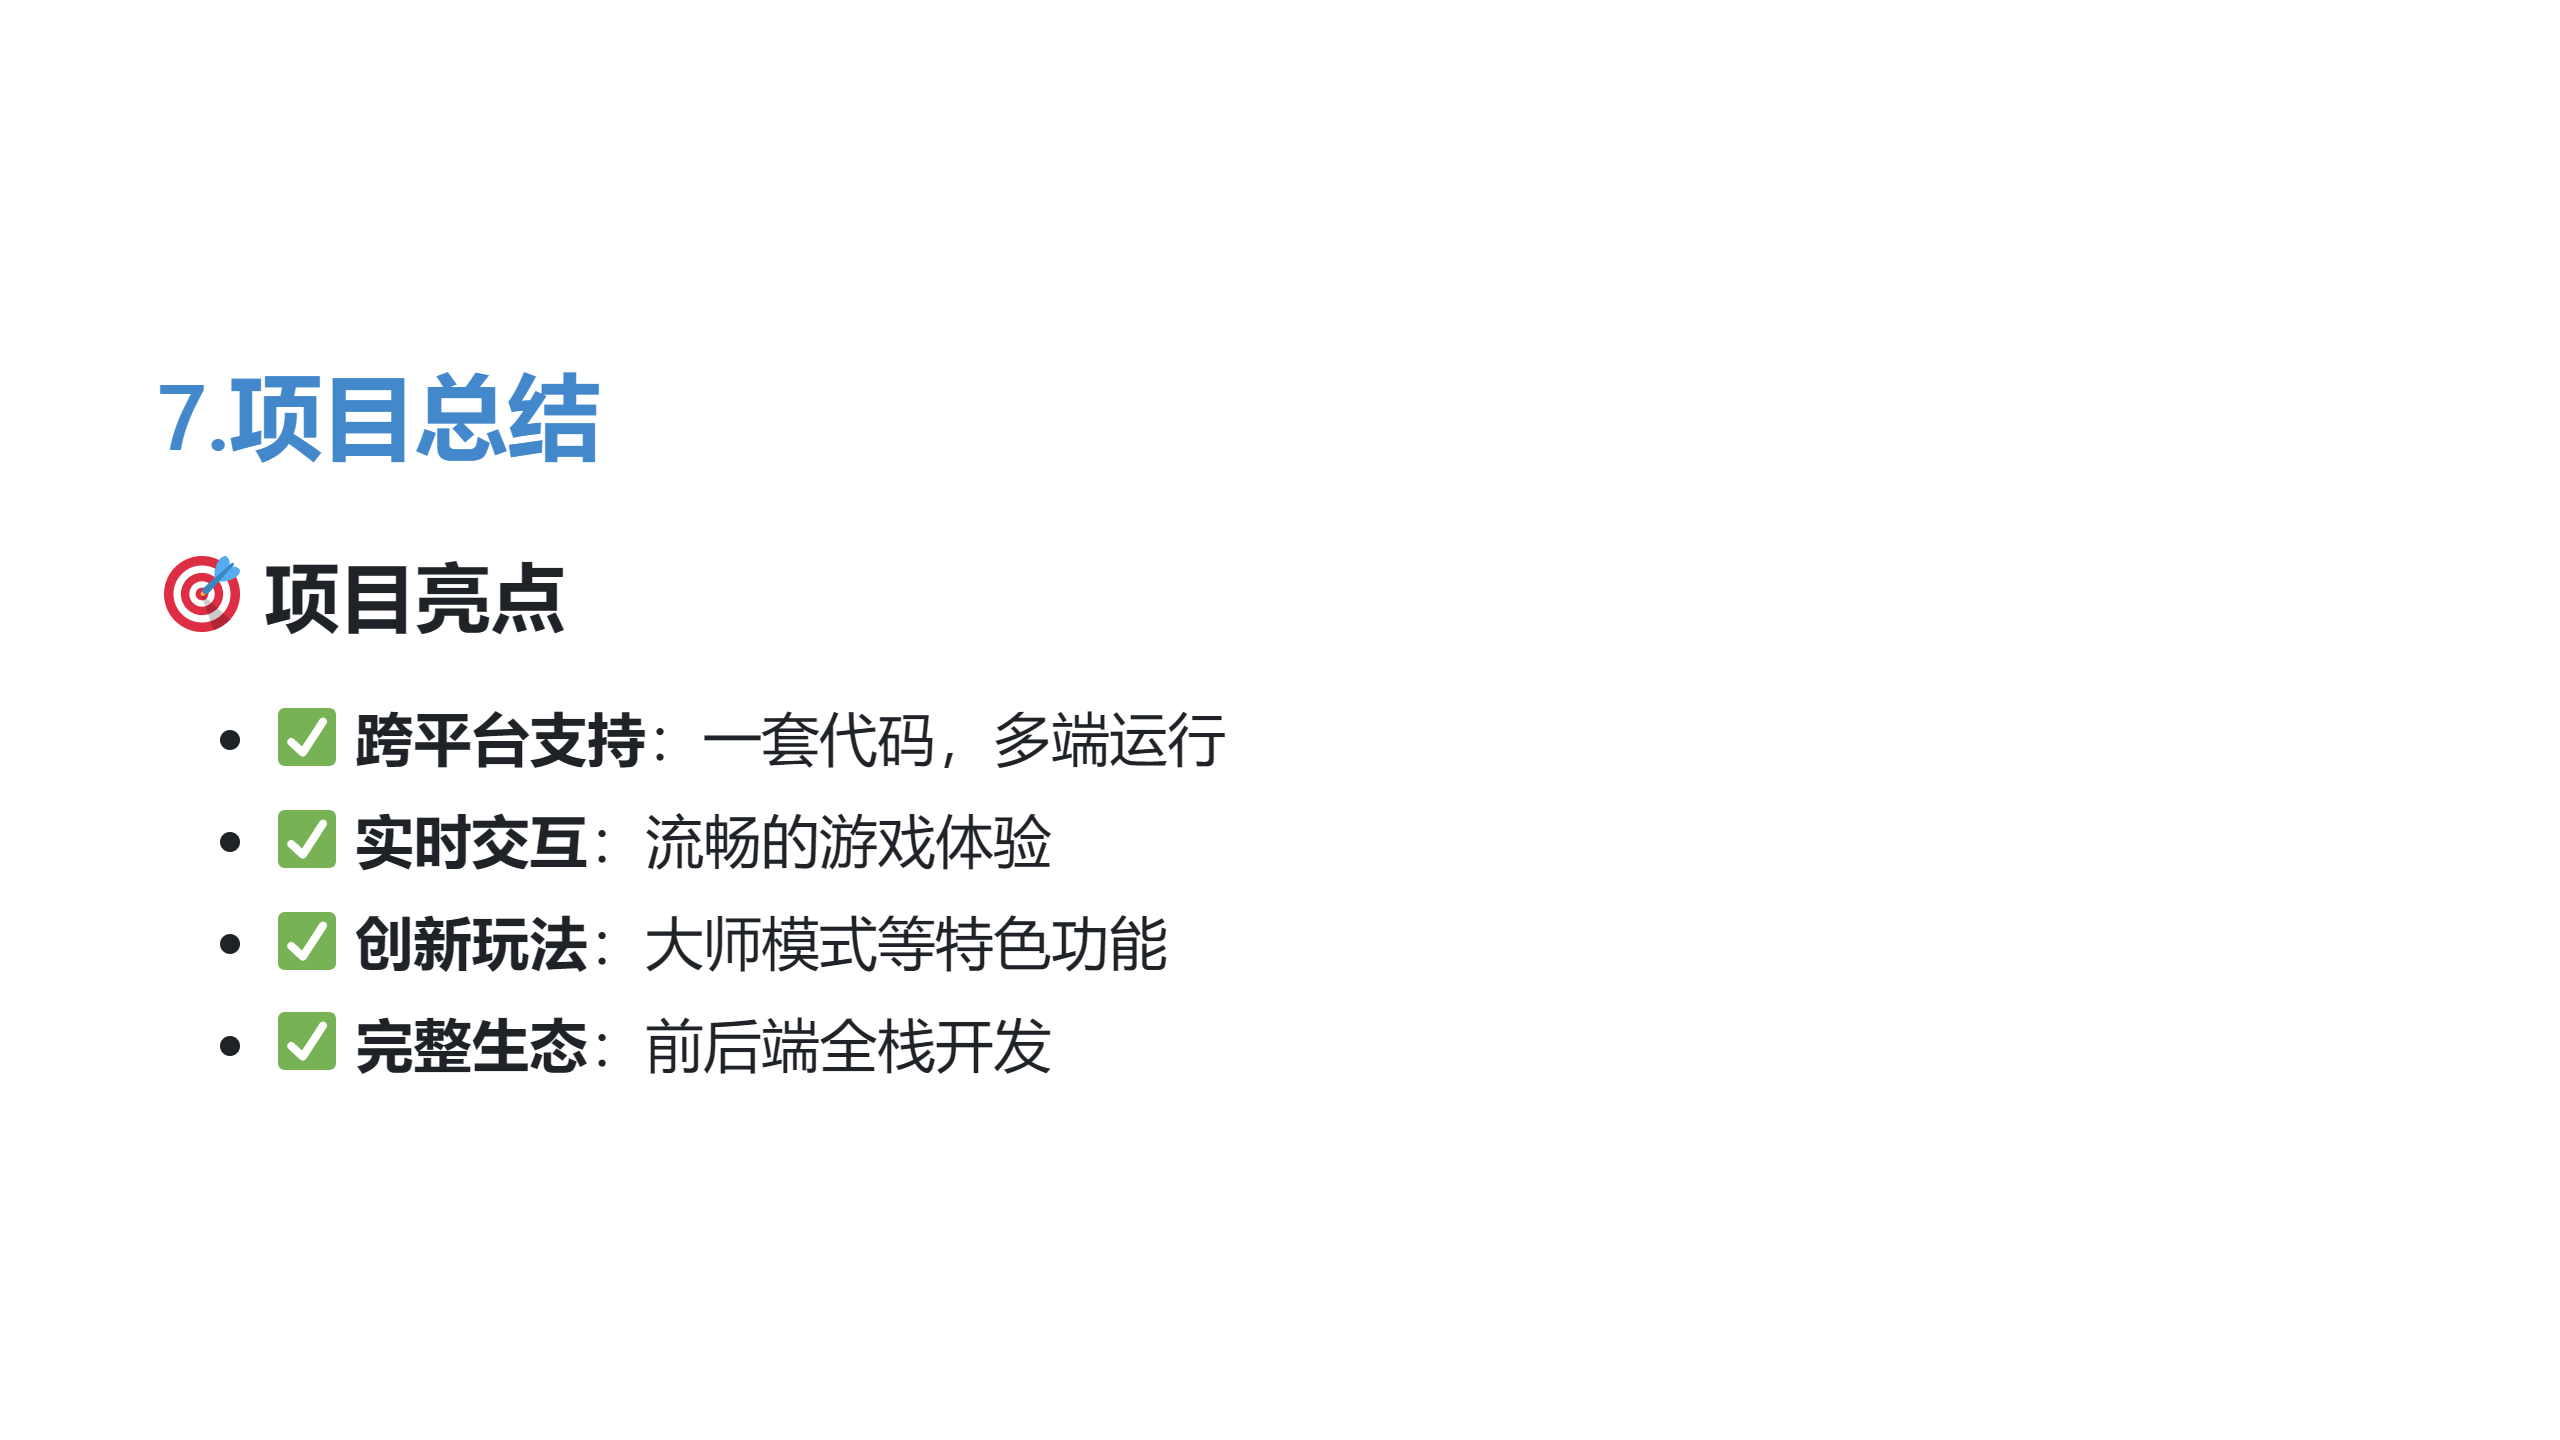 7.项目总结
🎯 项目亮点
• ✅ 跨平台支持：一套代码，多端运行
• ✅ 实时交互：流畅的游戏体验
• ✅ 创新玩法：大师模式等特色功能
• ✅ 完整生态：前后端全栈开发